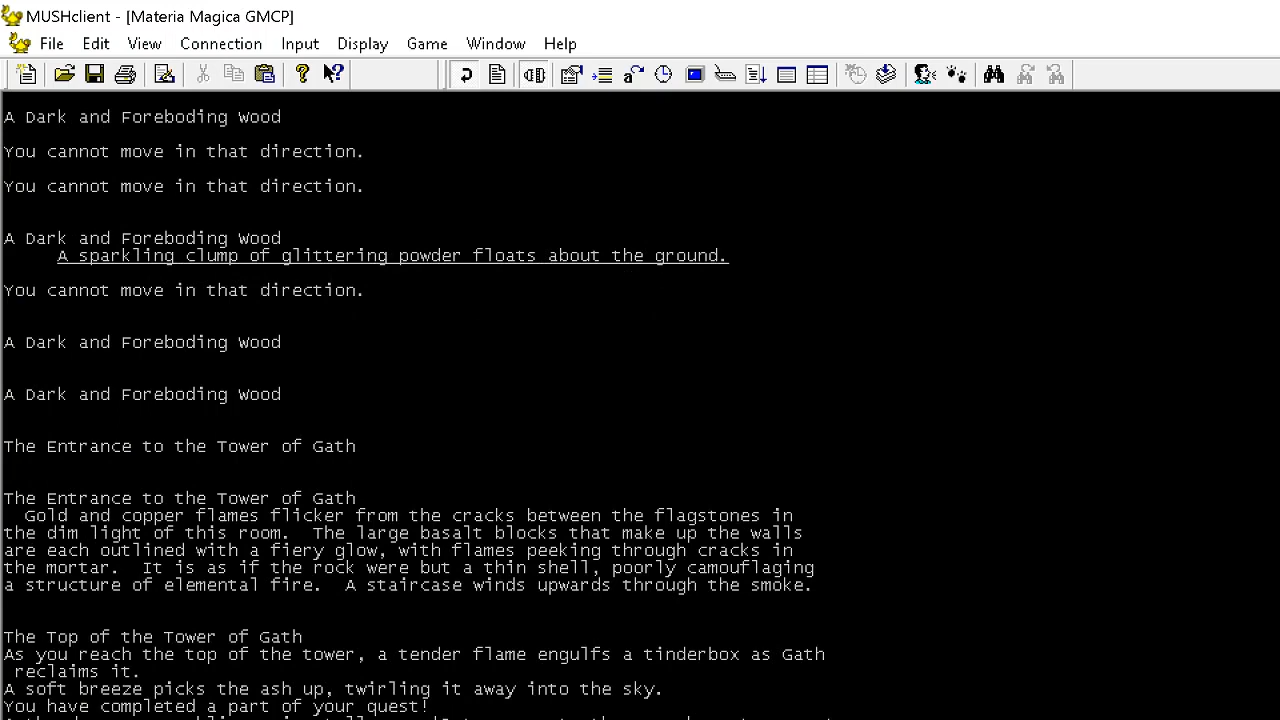 MUSHclient - [Materia Magica GMCP]
File Edit View Connection Input Display Game Window Help
A Dark and Foreboding Wood
You cannot move in that direction.
You cannot move in that direction.
A Dark and Foreboding Wood
A sparkling clump of glittering powder floats about the ground.
You cannot move in that direction.
A Dark and Foreboding Wood
A Dark and Foreboding Wood
The Entrance to the Tower of Gath
The Entrance to the Tower of Gath
Gold and copper flames flicker from the cracks between the flagstones in
the dim light of this room.  The large basalt blocks that make up the walls
are each outlined with a fiery glow, with flames peeking through cracks in
the mortar.  It is as if the rock were but a thin shell, poorly camouflaging
a structure of elemental fire.  A staircase winds upwards through the smoke.
The Top of the Tower of Gath
As you reach the top of the tower, a tender flame engulfs a tinderbox as Gath
reclaims it.
A soft breeze picks the ash up, twirling it away into the sky.
You have completed a part of your quest!